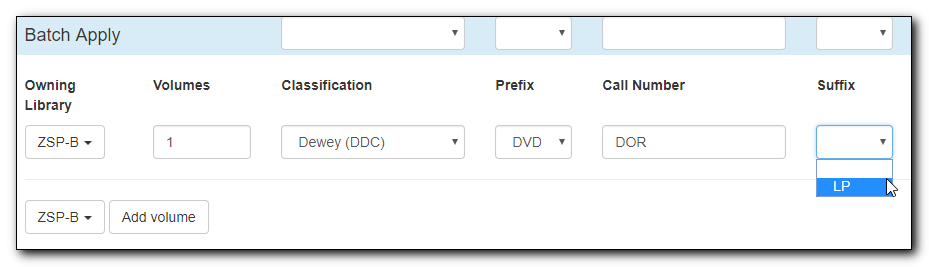 Batch Apply
Owning Library Volumes Classification Prefix Call Number Suffix
ZSP-B 1 Dewey (DDC) DVD DOR
LP
ZSP-B Add volume